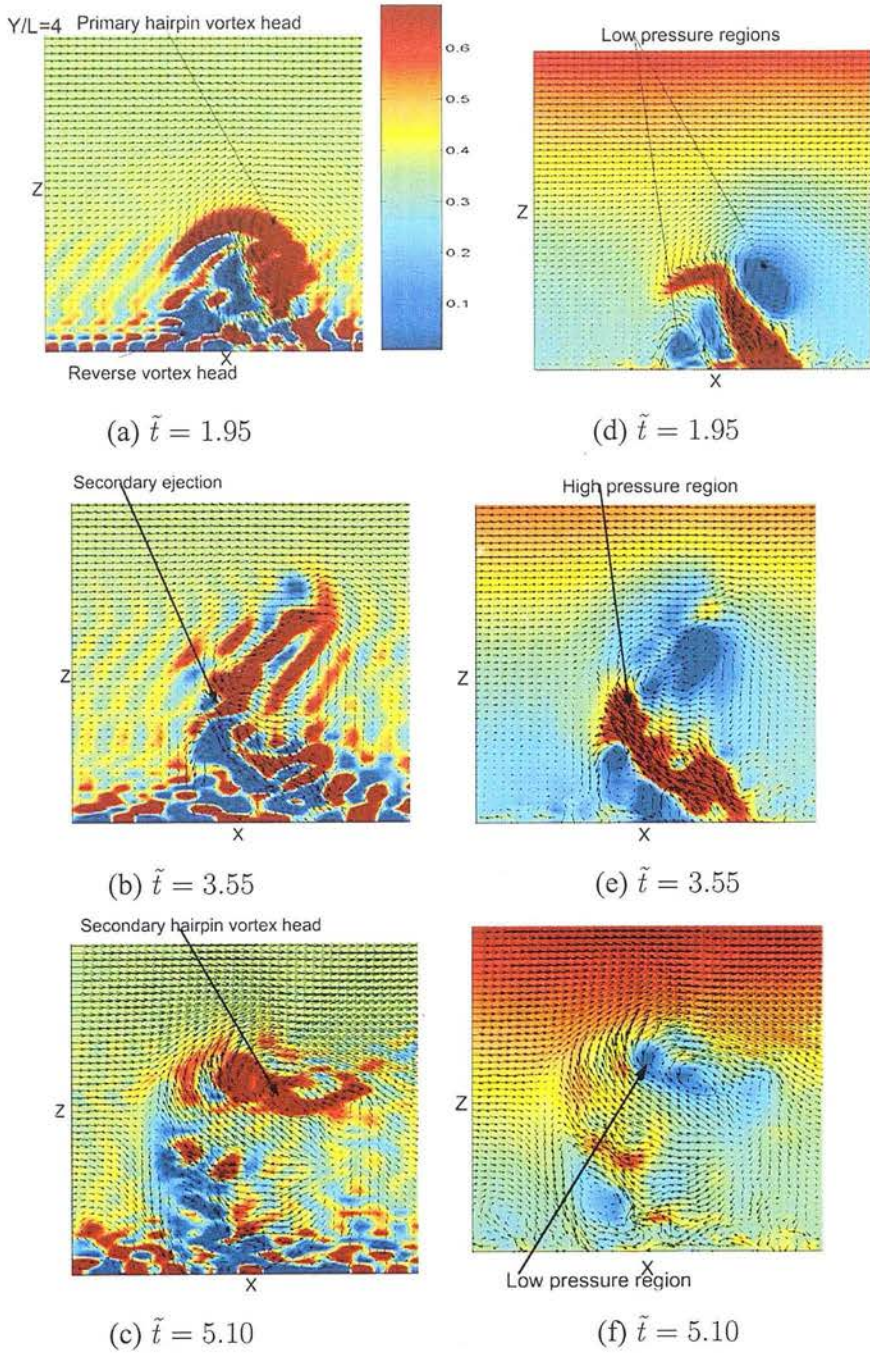 Y/L=4
Primary hairpin vortex head
Z
X
Reverse vortex head
0.6
0.5
0.4
0.3
0.2
0.1
(a) t̃ = 1.95
Low pressure regions
Z
X
(d) t̃ = 1.95
Secondary ejection
Z
X
(b) t̃ = 3.55
High pressure region
Z
X
(e) t̃ = 3.55
Secondary hairpin vortex head
Z
X
(c) t̃ = 5.10
Z
X
Low pressure region
(f) t̃ = 5.10